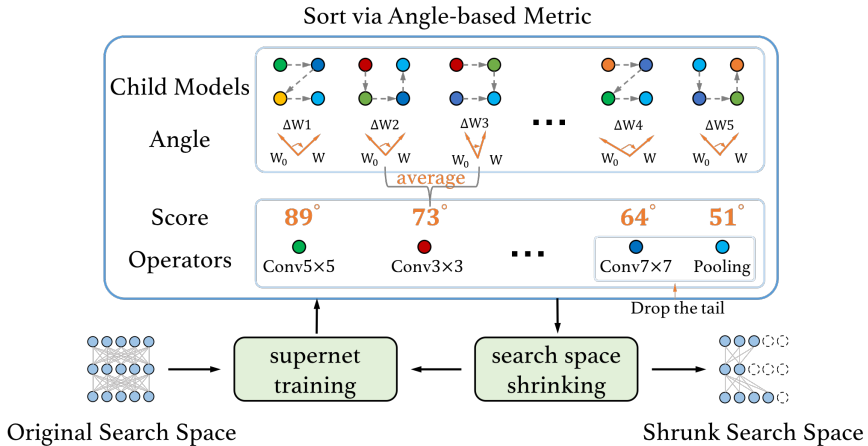 Sort via Angle-based Metric
Child Models
Angle
ΔW1 ΔW2 ΔW3 ... ΔW4 ΔW5
W₀ W W₀ W W₀ W W₀ W W₀ W
average
Score 89° 73° 64° 51°
Operators ...
Conv5×5 Conv3×3 Conv7×7 Pooling
Drop the tail
supernet
training
search space
shrinking
Original Search Space Shrunk Search Space